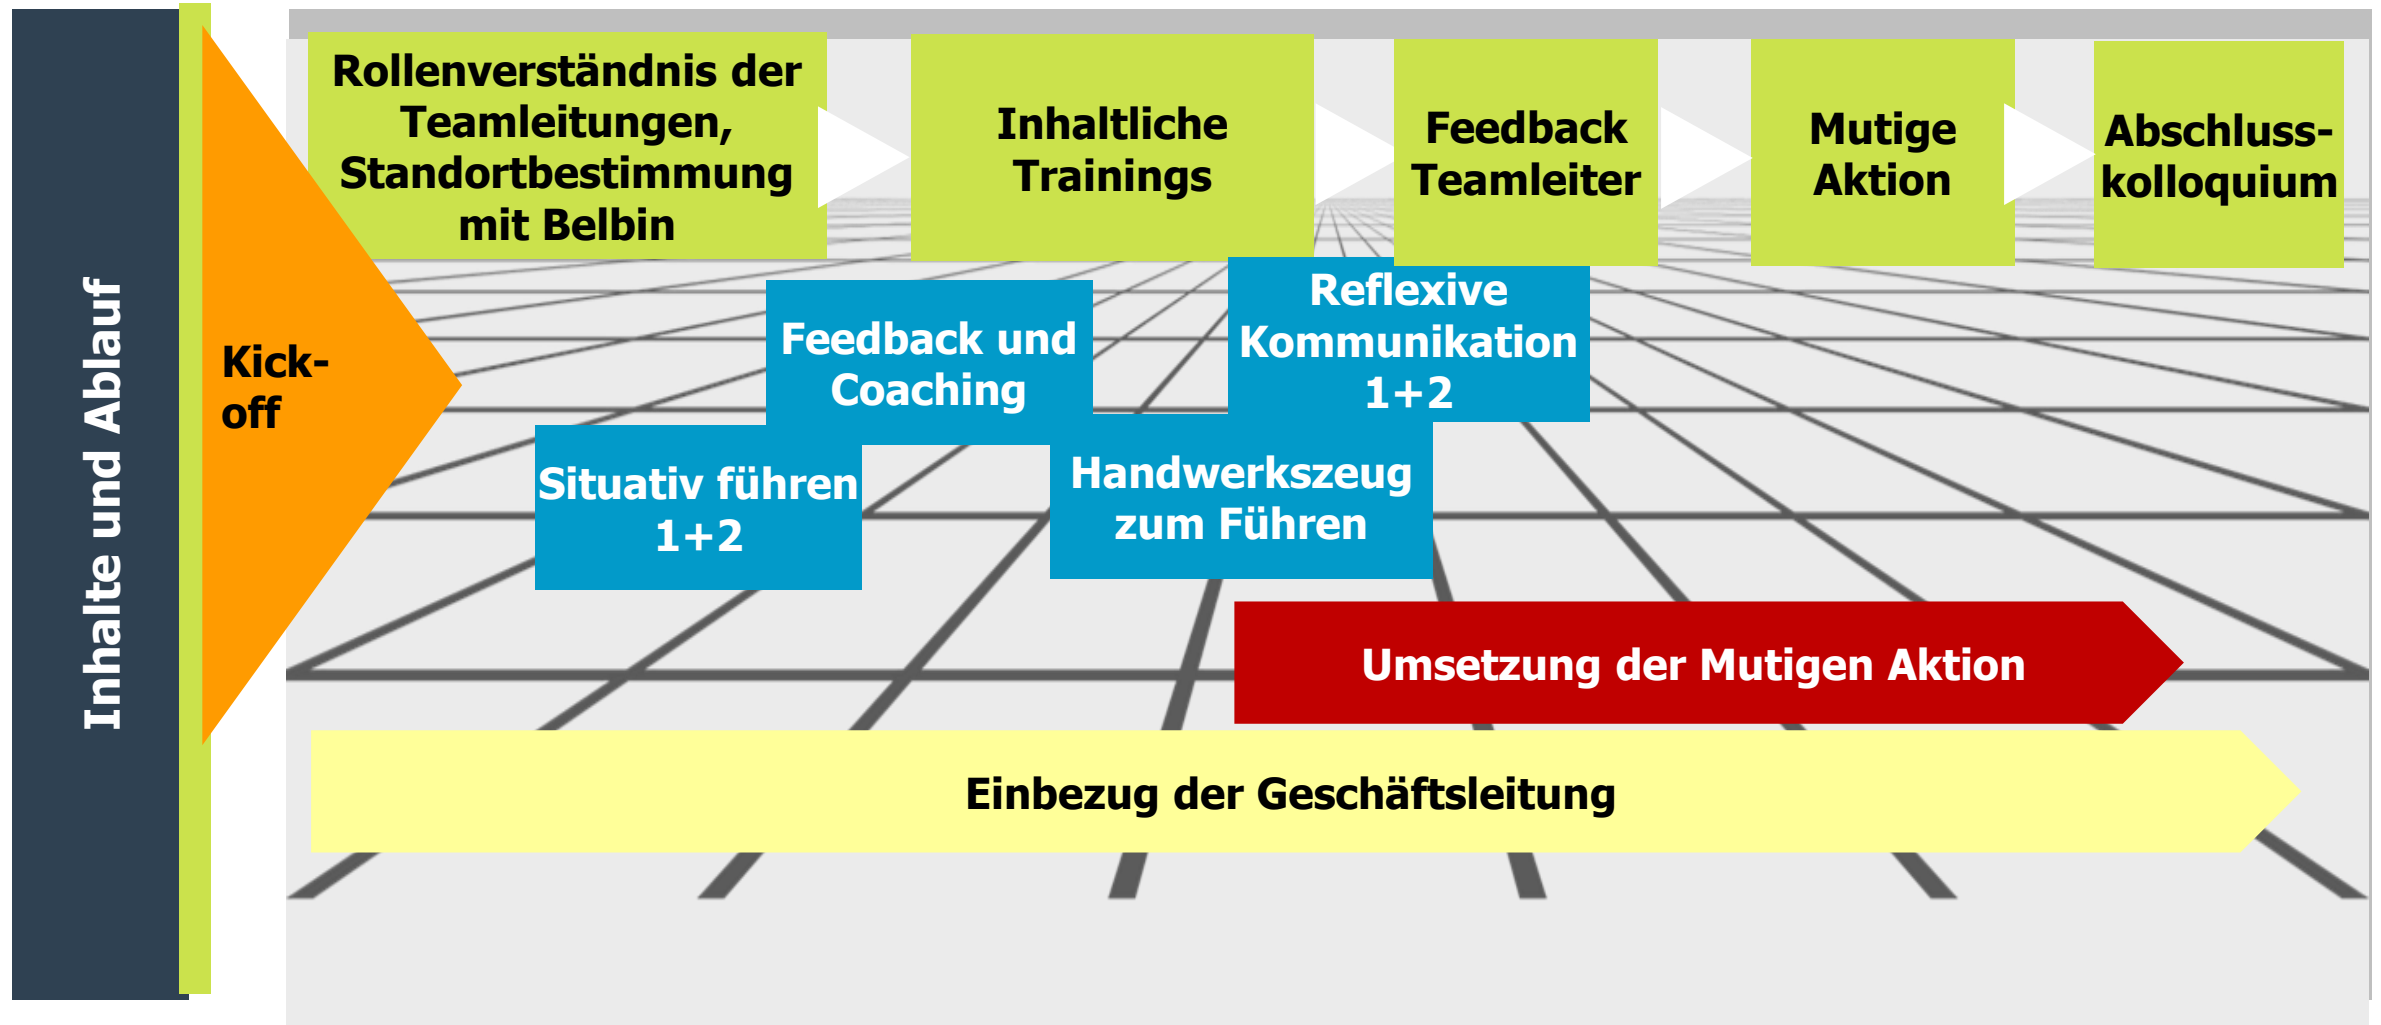 Inhalte und Ablauf
Kick-
off
Rollenverständnis der
Teamleitungen,
Standortbestimmung
mit Belbin
Inhaltliche
Trainings
Feedback
Teamleiter
Mutige
Aktion
Abschluss-
kolloquium
Situativ führen
1+2
Feedback und
Coaching
Handwerkszeug
zum Führen
Reflexive
Kommunikation
1+2
Umsetzung der Mutigen Aktion
Einbezug der Geschäftsleitung